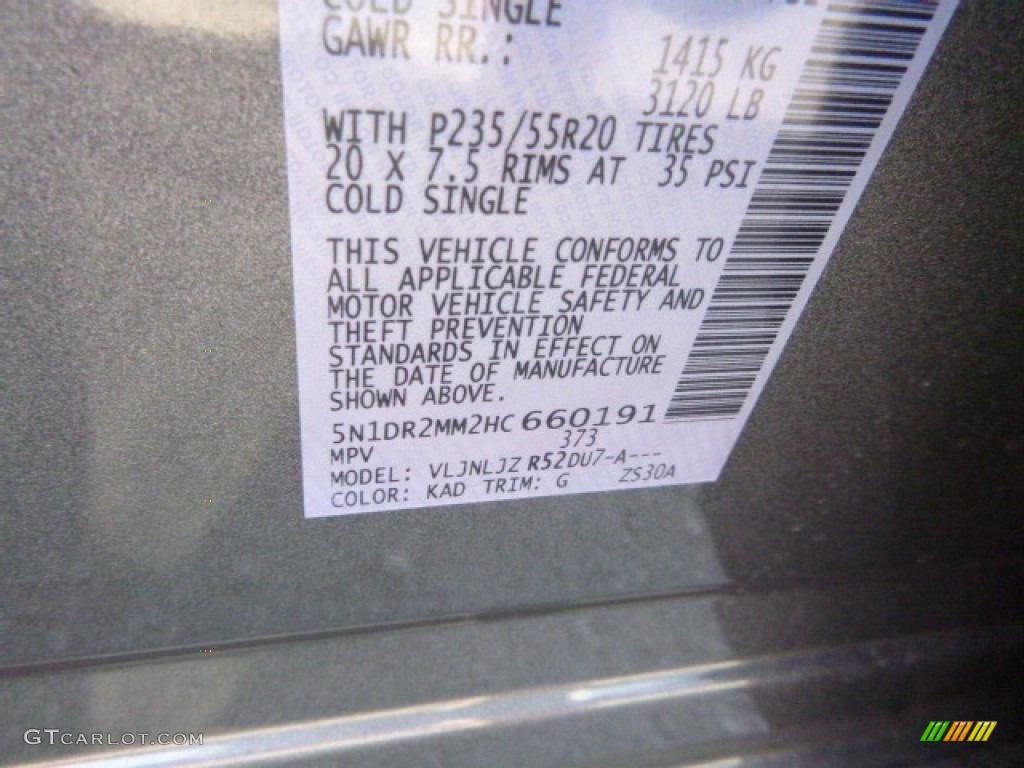 COLD SINGLE
GAWR RR.: 1415 KG
3120 LB
WITH P235/55R20 TIRES
20 X 7.5 RIMS AT 35 PSI
COLD SINGLE
THIS VEHICLE CONFORMS TO
ALL APPLICABLE FEDERAL
MOTOR VEHICLE SAFETY AND
THEFT PREVENTION
STANDARDS IN EFFECT ON
THE DATE OF MANUFACTURE
SHOWN ABOVE.
5N1DR2MM2HC660191
MPV 373
MODEL: VLJNLJZ R52DU7-A---
COLOR: KAD TRIM: G ZS30A
GTCARLOT.COM